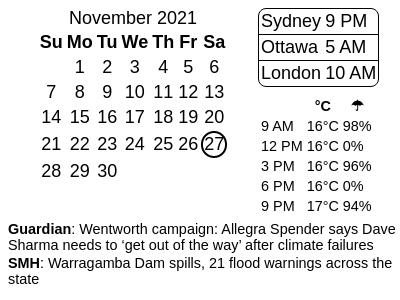 November 2021
Su Mo Tu We Th Fr Sa
1 2 3 4 5 6
7 8 9 10 11 12 13
14 15 16 17 18 19 20
21 22 23 24 25 26 27
28 29 30
Sydney 9 PM
Ottawa 5 AM
London 10 AM
°C ☂
9 AM 16°C 98%
12 PM 16°C 0%
3 PM 16°C 96%
6 PM 16°C 0%
9 PM 17°C 94%
Guardian: Wentworth campaign: Allegra Spender says Dave
Sharma needs to ‘get out of the way’ after climate failures
SMH: Warragamba Dam spills, 21 flood warnings across the
state